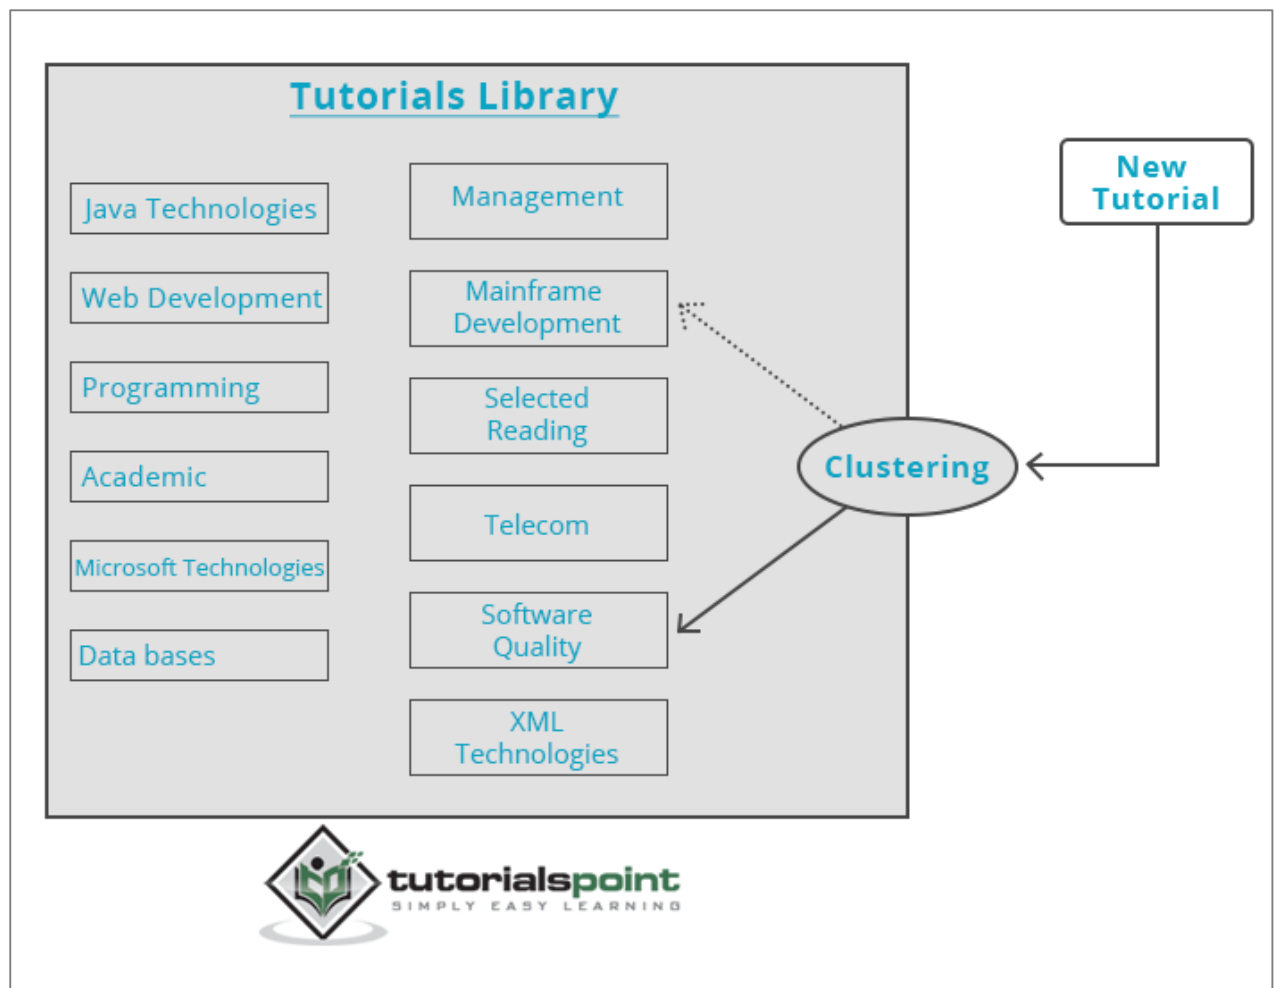 Tutorials Library
Java Technologies
Web Development
Programming
Academic
Microsoft Technologies
Data bases
Management
Mainframe
Development
Selected
Reading
Telecom
Software
Quality
XML
Technologies
New
Tutorial
Clustering
tutorialspoint
SIMPLY EASY LEARNING